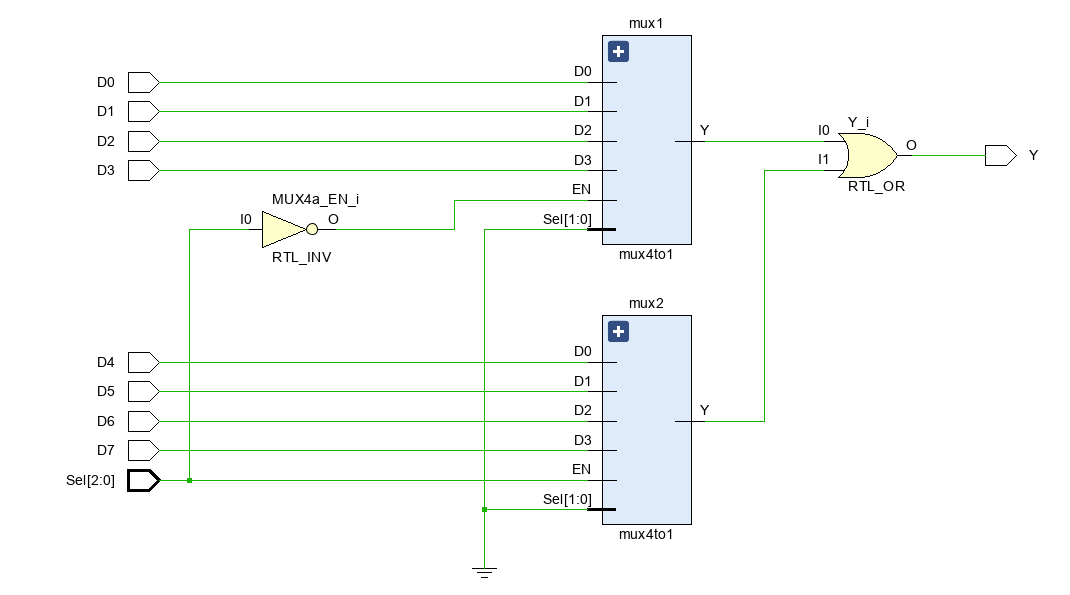 mux1
D0
D1
D2
D3
D0
D1
D2
D3
EN
Sel[1:0]
Y
mux4to1
MUX4a_EN_i
I0
O
RTL_INV
Y_i
I0
I1
O
RTL_OR
Y
mux2
D4
D5
D6
D7
Sel[2:0]
D0
D1
D2
D3
EN
Sel[1:0]
Y
mux4to1